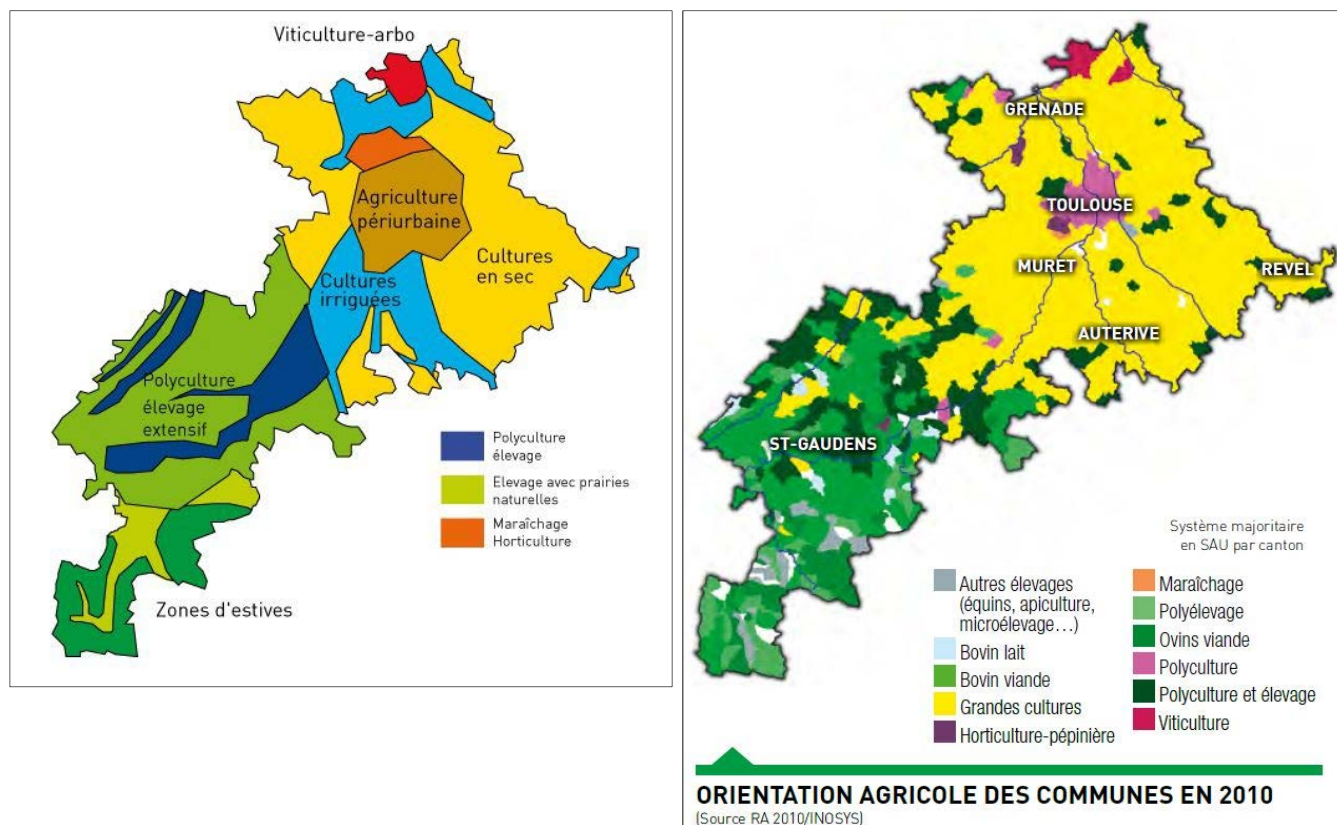 Viticulture-arbo
Agriculture
périurbaine
Cultures
en sec
Cultures
irriguées
Polyculture
élevage
extensif
Polyculture
élevage
Elevage avec prairies
naturelles
Maraîchage
Horticulture
Zones d'estives
GRENADE
TOULOUSE
MURET
REVEL
AUTERIVE
ST-GAUDENS
Système majoritaire
en SAU par canton
Autres élevages
(équins, apiculture,
microélevage...)
Bovin lait
Bovin viande
Grandes cultures
Horticulture-pépinière
Maraîchage
Polyélevage
Ovins viande
Polyculture
Polyculture et élevage
Viticulture
ORIENTATION AGRICOLE DES COMMUNES EN 2010
(Source RA 2010/INOSYS)